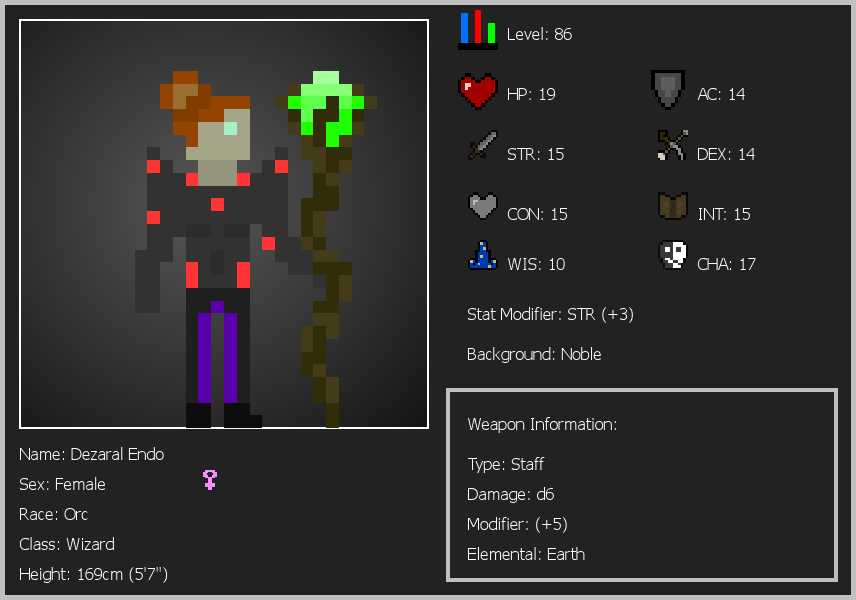 Level: 86
HP: 19
AC: 14
STR: 15
DEX: 14
CON: 15
INT: 15
WIS: 10
CHA: 17
Stat Modifier: STR (+3)
Background: Noble
Weapon Information:
Type: Staff
Damage: d6
Modifier: (+5)
Elemental: Earth
Name: Dezaral Endo
Sex: Female
Race: Orc
Class: Wizard
Height: 169cm (5'7")